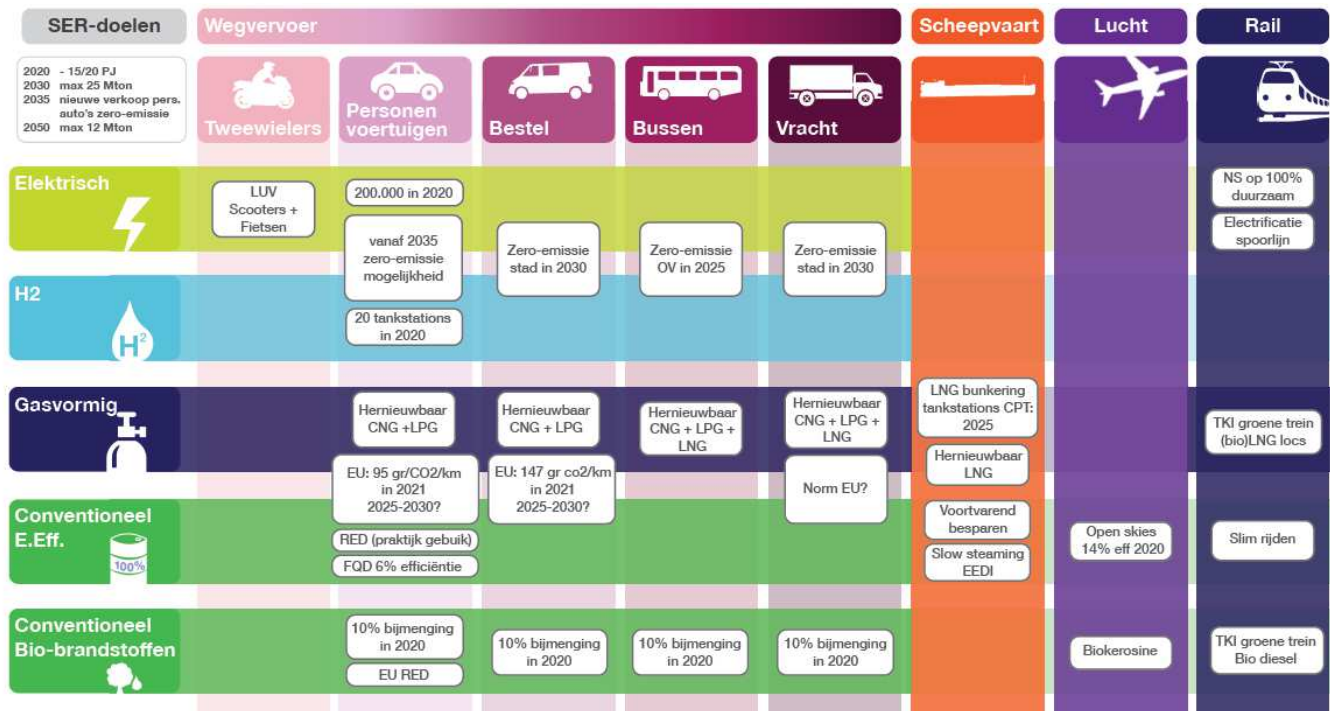 SER-doelen
Wegvervoer
Scheepvaart
Lucht
Rail
2020 - 15/20 PJ
2030 max 25 Mton
2035 nieuwe verkoop pers.
auto's zero-emissie
2050 max 12 Mton
Tweewielers
Personen
voertuigen
Bestel
Bussen
Vracht
Elektrisch
LUV
Scooters +
Fietsen
200.000 in 2020
vanaf 2035
zero-emissie
mogelijkheid
Zero-emissie
stad in 2030
Zero-emissie
OV in 2025
Zero-emissie
stad in 2030
NS op 100%
duurzaam
Electrificatie
spoorlijn
H2
H²
20 tankstations
in 2020
Gasvormig
Hernieuwbaar
CNG +LPG
Hernieuwbaar
CNG + LPG
Hernieuwbaar
CNG + LPG +
LNG
Hernieuwbaar
CNG + LPG +
LNG
LNG bunkering
tankstations CPT:
2025
Hernieuwbaar
LNG
TKI groene trein
(bio)LNG locs
EU: 95 gr/CO2/km
in 2021
2025-2030?
EU: 147 gr co2/km
in 2021
2025-2030?
Norm EU?
Conventioneel
E.Eff.
100%
RED (praktijk gebuik)
FQD 6% efficiëntie
Voortvarend
besparen
Slow steaming
EEDI
Open skies
14% eff 2020
Slim rijden
Conventioneel
Bio-brandstoffen
10% bijmenging
in 2020
EU RED
10% bijmenging
in 2020
10% bijmenging
in 2020
10% bijmenging
in 2020
Biokerosine
TKI groene trein
Bio diesel